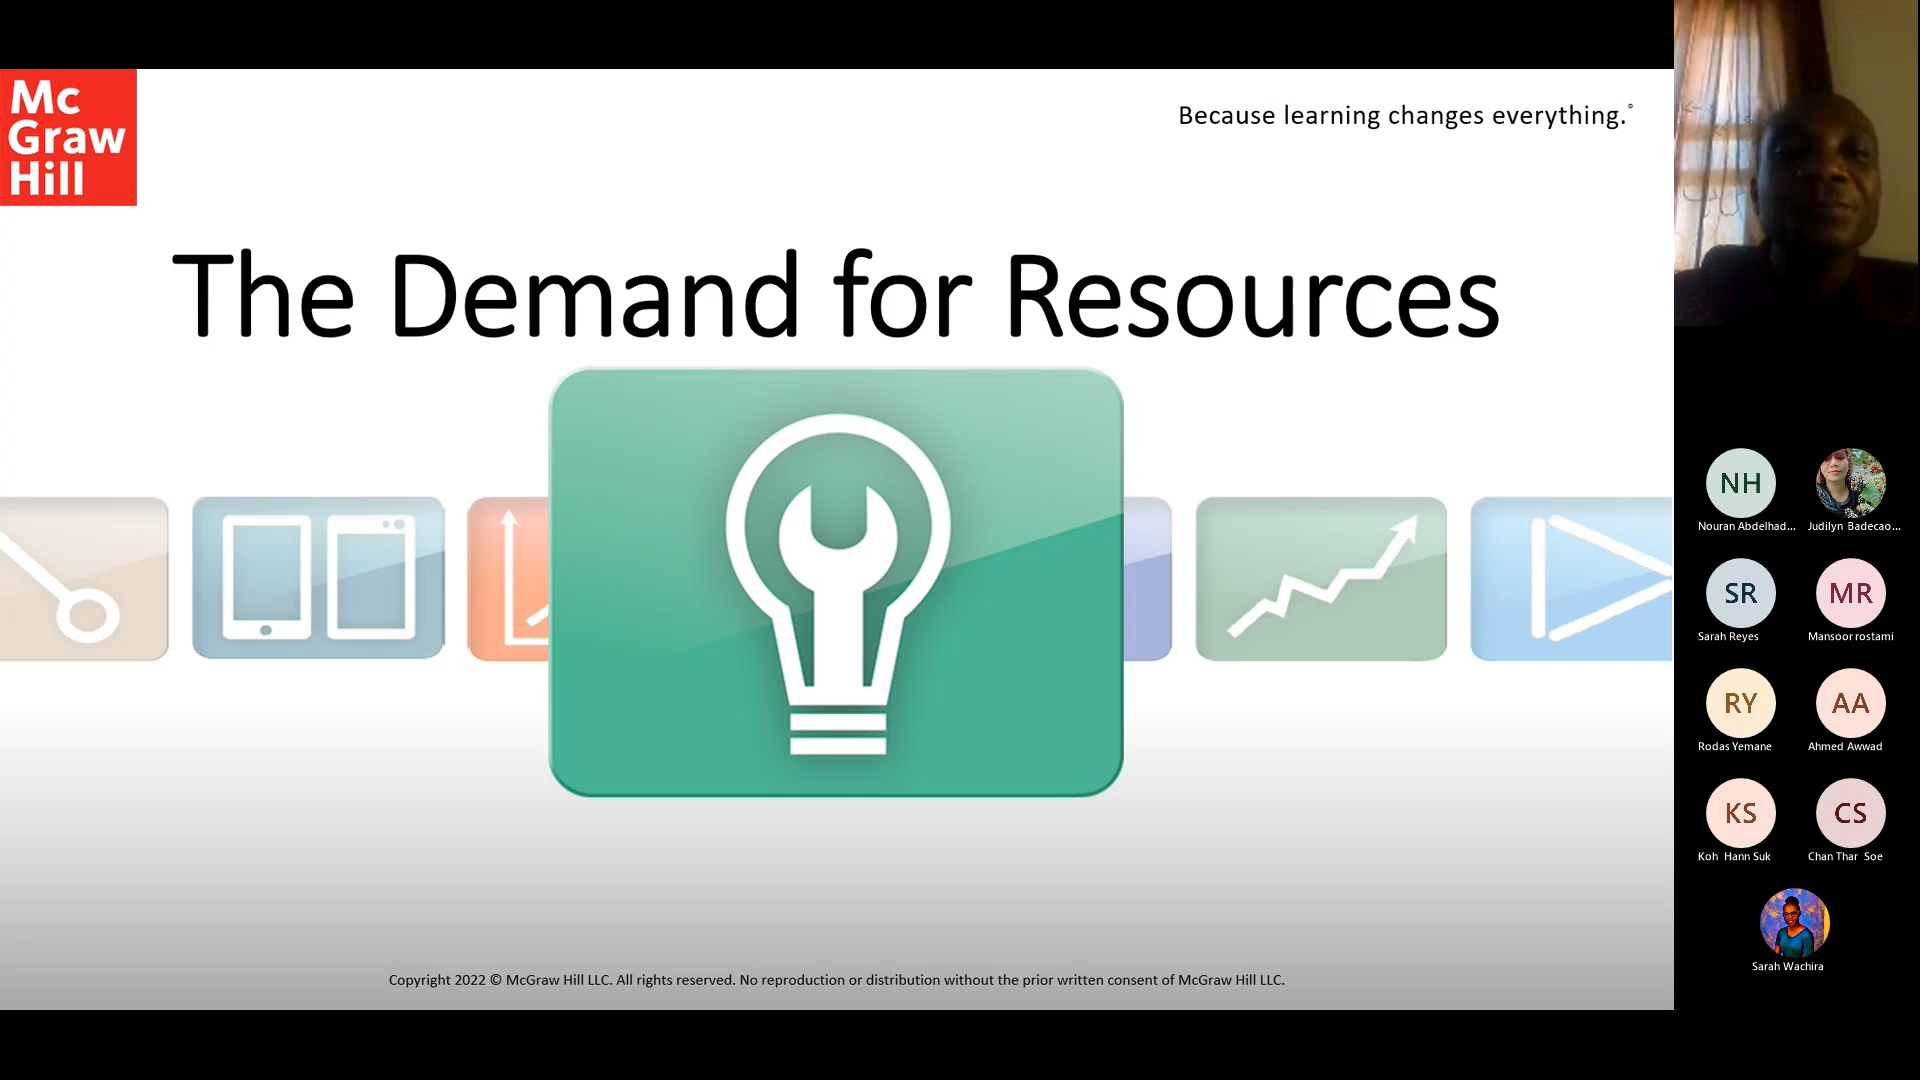 Mc
Graw
Hill
Because learning changes everything.®
The Demand for Resources
Copyright 2022 © McGraw Hill LLC. All rights reserved. No reproduction or distribution without the prior written consent of McGraw Hill LLC.
NH
Nouran Abdelhad...
Judilyn Badecao...
SR
Sarah Reyes
MR
Mansoor rostami
RY
Rodas Yemane
AA
Ahmed Awwad
KS
Koh Hann Suk
CS
Chan Thar Soe
Sarah Wachira